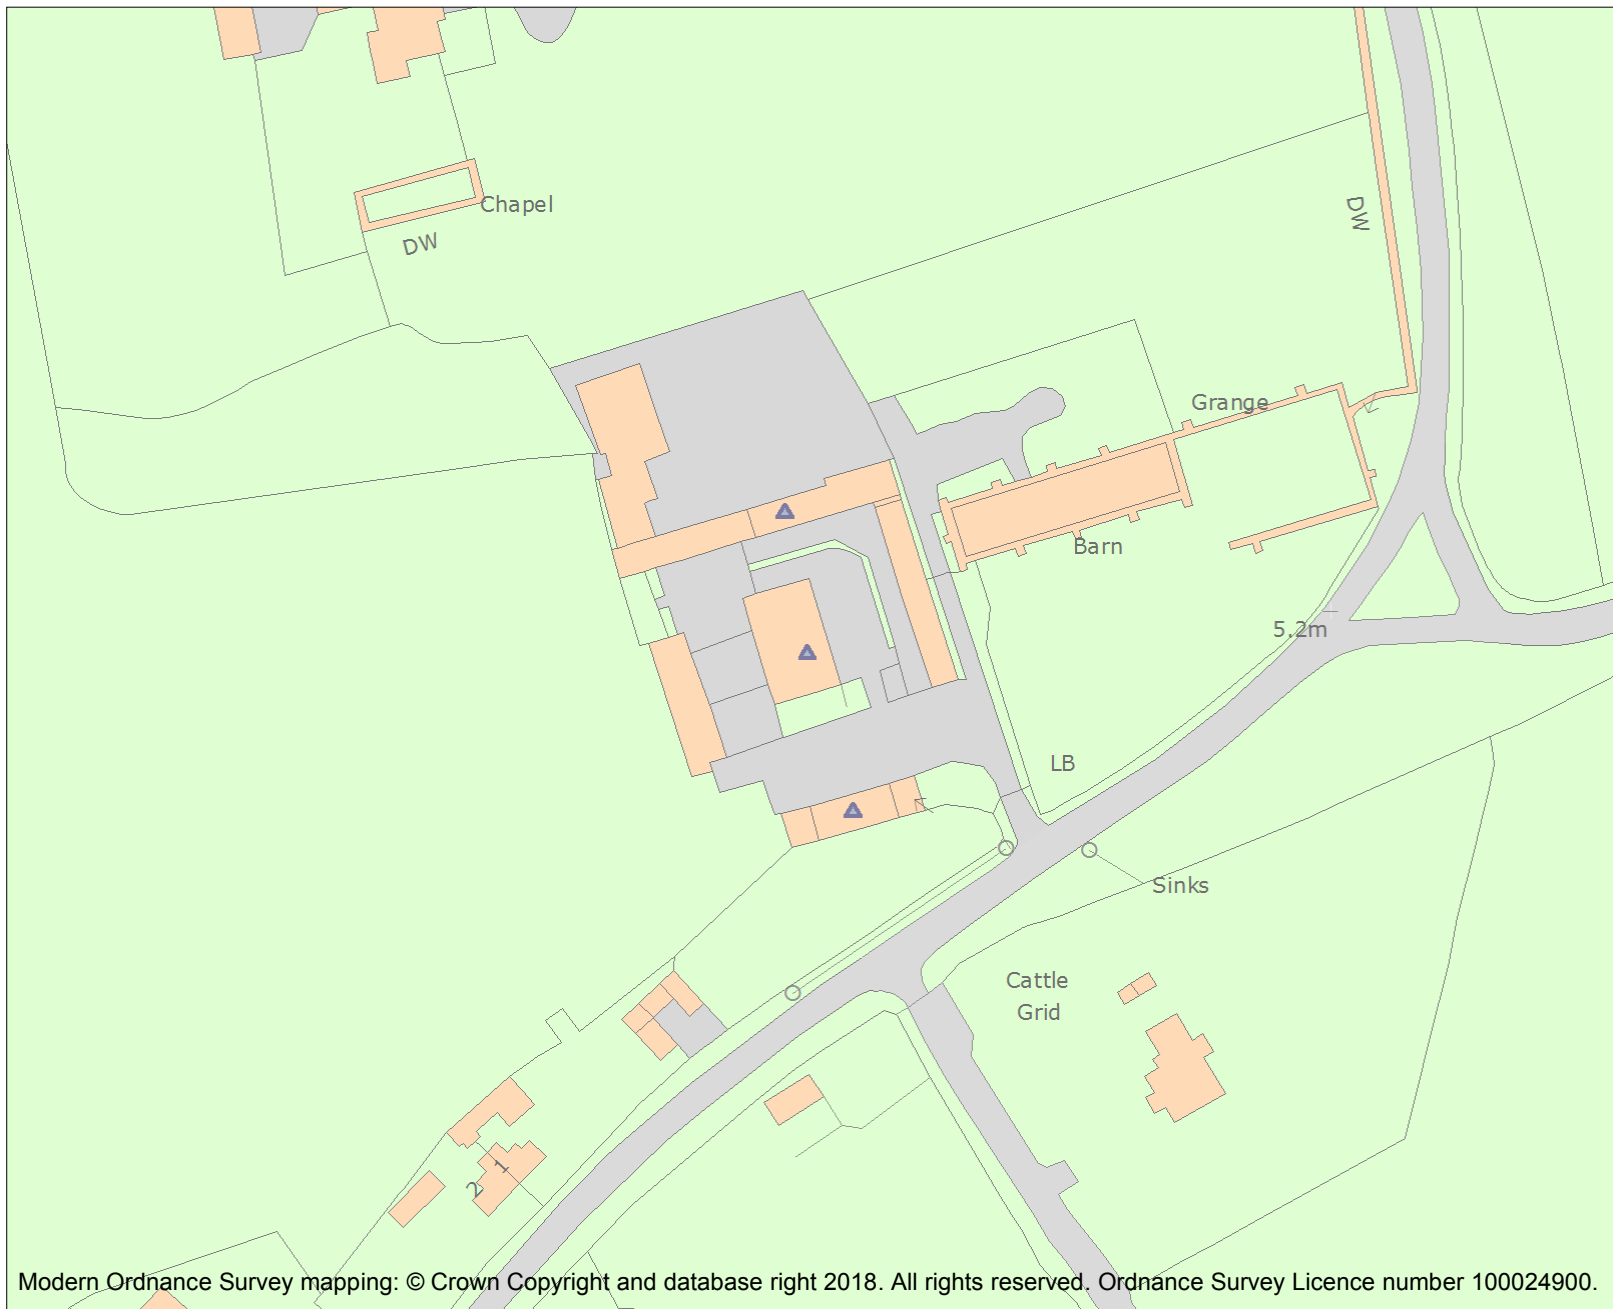 Chapel
DW
DW
Grange
Barn
5.2m
LB
Sinks
Cattle
Grid
1
2
Modern Ordnance Survey mapping: © Crown Copyright and database right 2018. All rights reserved. Ordnance Survey Licence number 100024900.